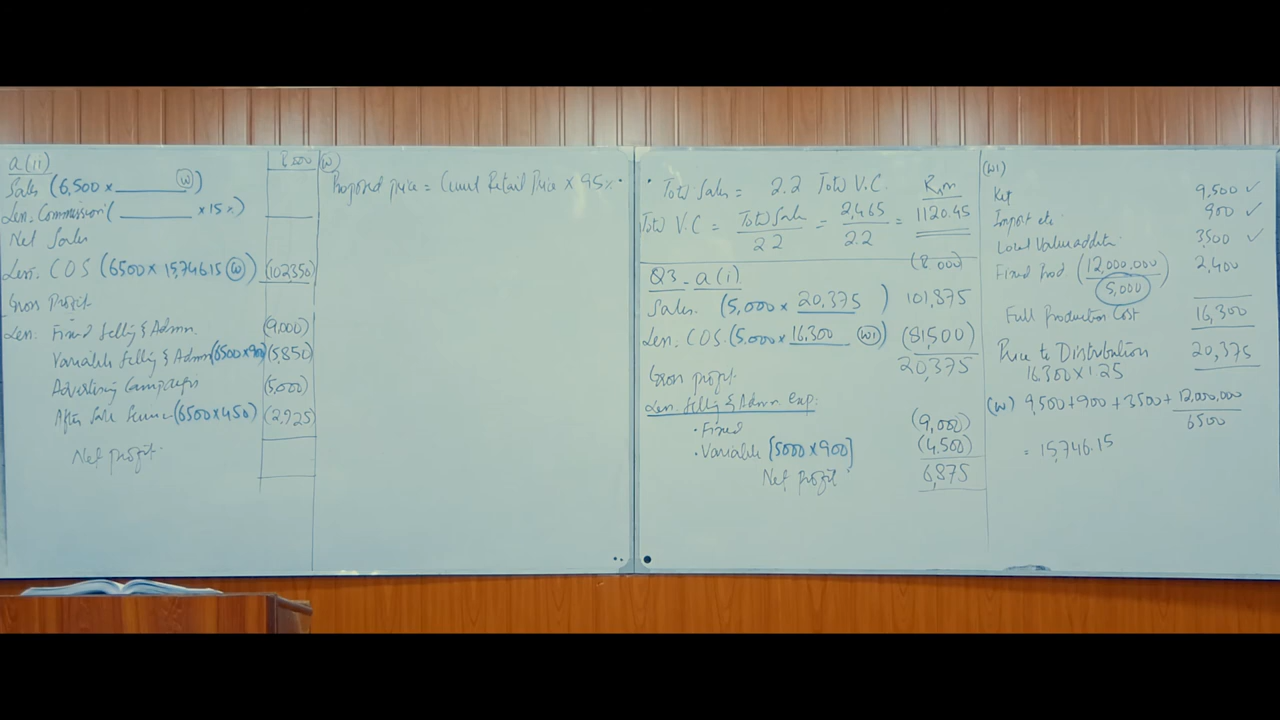 a(ii)
8.000
Sales (6,500 × ______ (W))
Less. Commission (______ × 15%)
Net Sales
Less. COS (6500 × 15,746.15 (W)) (102,350)
Gross Profit
Less: Fixed Selling & Admn. (9,000)
Variable Selling & Admn (6500×900) (5,850)
Advertising Campaign (5,000)
After Sale Service (6500×450) (2,925)
Net profit.
(W)
Proposed price = Current Retail Price × 95%.
Total Sales = 2.2 Total V.C.
Rs.m
Total V.C = Total Sales / 2.2 = 2,465 / 2.2 = 1120.45
(8.000)
Q3_a(i)
Sales. (5,000 × 20,375) 101,875
Less. COS. (5,000 × 16,300 (W1)) (81,500)
Gross profit. 20,375
Less. Selling & Admn. exp:
• Fixed (9,000)
• Variable [5000 × 900] (4,500)
Net profit 6,875
(W1)
Kit 9,500 ✓
Import etc. 900 ✓
Local Value addition 3,500 ✓
Fixed Prod (12,000,000 / 5,000) 2,400
Full Production Cost 16,300
Price to Distribution 20,375
16,300 × 1.25
(W) 9,500 + 900 + 3500 + 12,000,000 / 6500
= 15,746.15